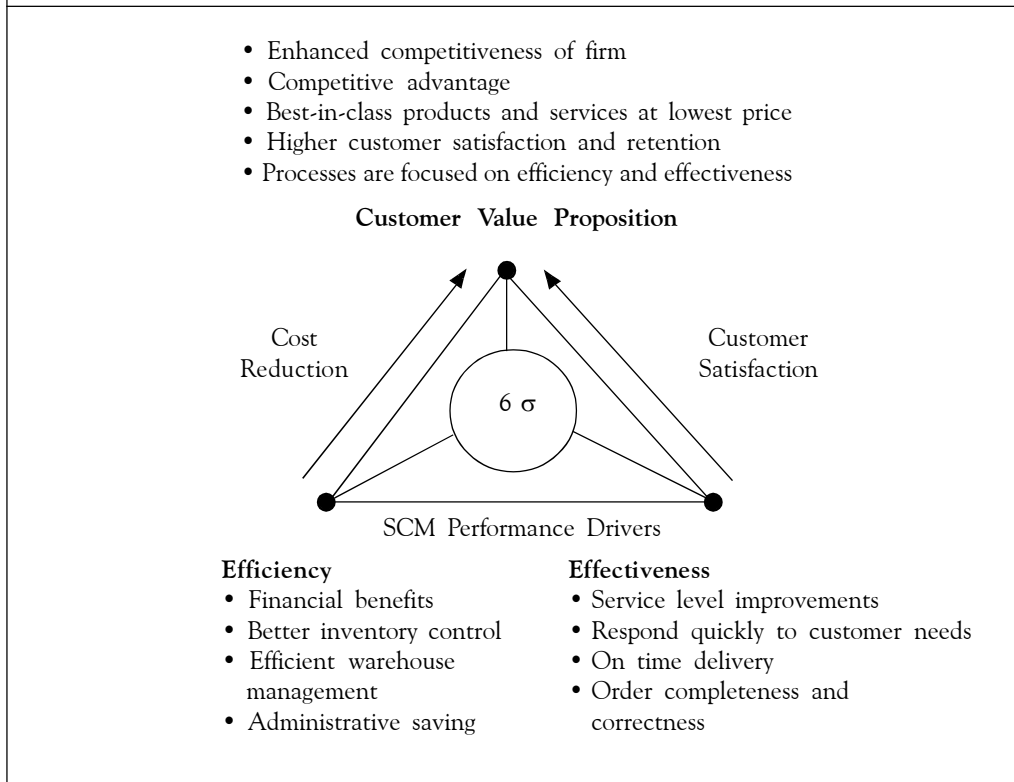 • Enhanced competitiveness of firm
• Competitive advantage
• Best-in-class products and services at lowest price
• Higher customer satisfaction and retention
• Processes are focused on efficiency and effectiveness
Customer Value Proposition
Cost
Reduction
Customer
Satisfaction
6 σ
SCM Performance Drivers
Efficiency
• Financial benefits
• Better inventory control
• Efficient warehouse
management
• Administrative saving
Effectiveness
• Service level improvements
• Respond quickly to customer needs
• On time delivery
• Order completeness and
correctness